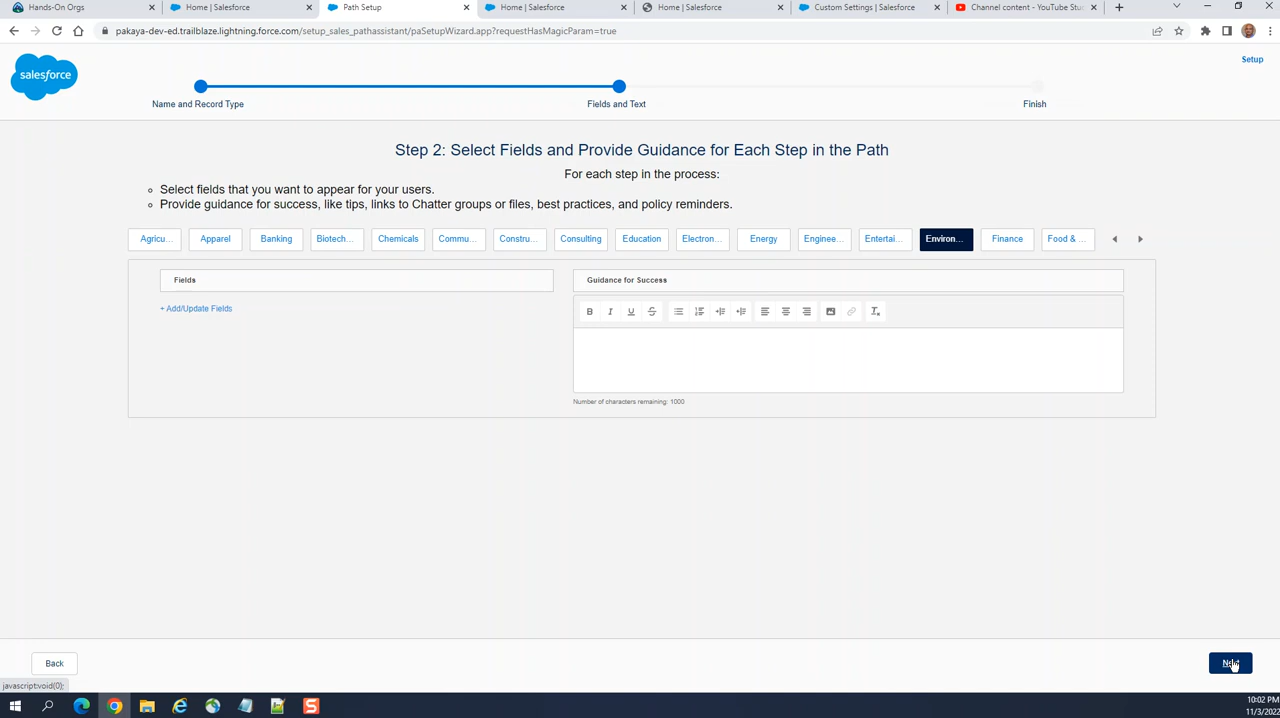 Hands-On Orgs
Home | Salesforce
Path Setup
Home | Salesforce
Home | Salesforce
Custom Settings | Salesforce
Channel content - YouTube Stu
pakaya-dev-ed.trailblaze.lightning.force.com/setup_sales_pathassistant/paSetupWizard.app?requestHasMagicParam=true
salesforce
Setup
Name and Record Type
Fields and Text
Finish
Step 2: Select Fields and Provide Guidance for Each Step in the Path
For each step in the process:
Select fields that you want to appear for your users.
Provide guidance for success, like tips, links to Chatter groups or files, best practices, and policy reminders.
Agricu... Apparel Banking Biotech... Chemicals Commu... Constru... Consulting Education Electron... Energy Enginee... Entertai... Environ... Finance Food & ...
Fields
Guidance for Success
+ Add/Update Fields
B I U S
Number of characters remaining: 1000
Back
Next
javascript:void(0);
10:02 PM
11/3/2022